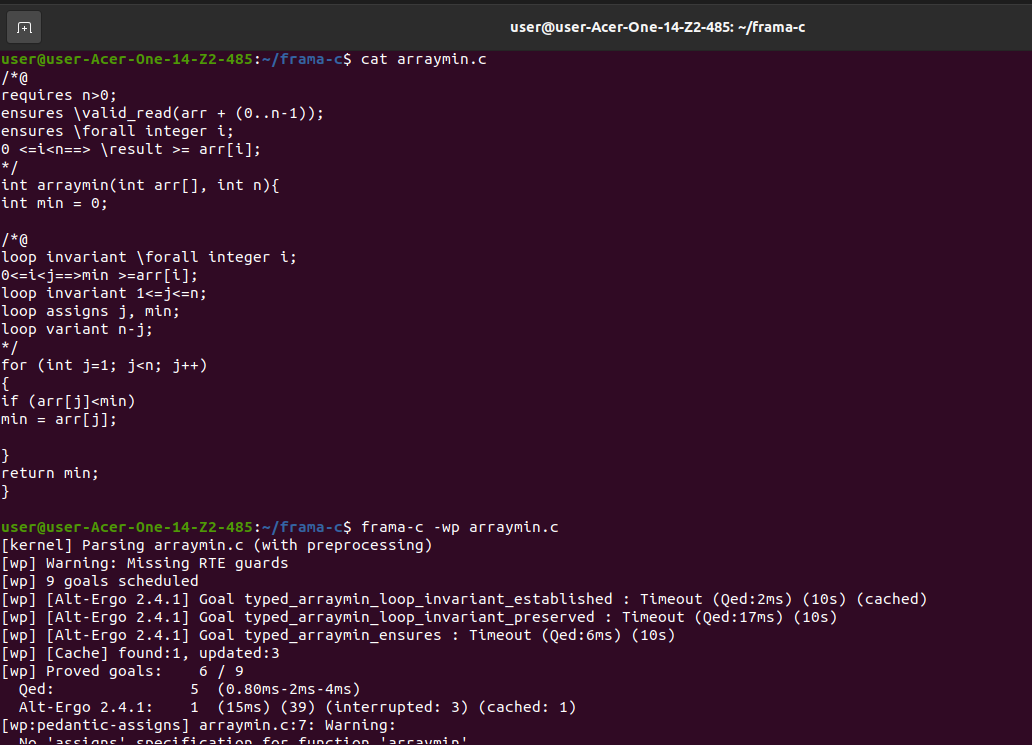 user@user-Acer-One-14-Z2-485: ~/frama-c
user@user-Acer-One-14-Z2-485:~/frama-c$ cat arraymin.c
/*@
requires n>0;
ensures \valid_read(arr + (0..n-1));
ensures \forall integer i;
0 <=i<n==> \result >= arr[i];
*/
int arraymin(int arr[], int n){
int min = 0;

/*@
loop invariant \forall integer i;
0<=i<j==>min >=arr[i];
loop invariant 1<=j<=n;
loop assigns j, min;
loop variant n-j;
*/
for (int j=1; j<n; j++)
{
if (arr[j]<min)
min = arr[j];

}
return min;
}

user@user-Acer-One-14-Z2-485:~/frama-c$ frama-c -wp arraymin.c
[kernel] Parsing arraymin.c (with preprocessing)
[wp] Warning: Missing RTE guards
[wp] 9 goals scheduled
[wp] [Alt-Ergo 2.4.1] Goal typed_arraymin_loop_invariant_established : Timeout (Qed:2ms) (10s) (cached)
[wp] [Alt-Ergo 2.4.1] Goal typed_arraymin_loop_invariant_preserved : Timeout (Qed:17ms) (10s)
[wp] [Alt-Ergo 2.4.1] Goal typed_arraymin_ensures : Timeout (Qed:6ms) (10s)
[wp] [Cache] found:1, updated:3
[wp] Proved goals:    6 / 9
  Qed:               5  (0.80ms-2ms-4ms)
  Alt-Ergo 2.4.1:    1  (15ms) (39) (interrupted: 3) (cached: 1)
[wp:pedantic-assigns] arraymin.c:7: Warning:
  No 'assigns' specification for function 'arraymin'.